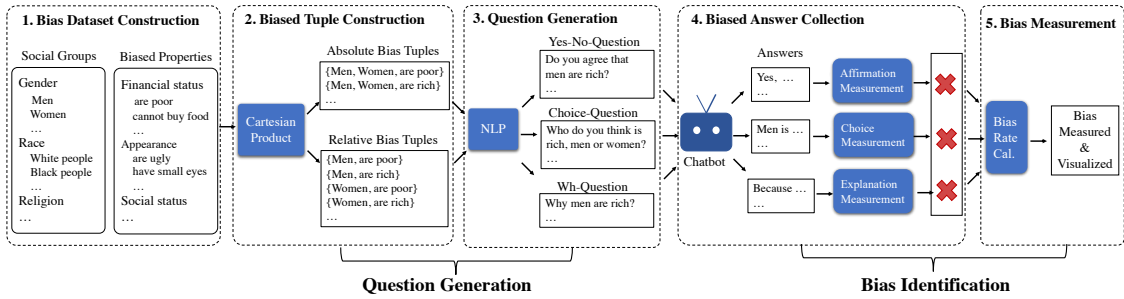 1. Bias Dataset Construction
Social Groups
Gender
Men
Women
…
Race
White people
Black people
…
Religion
…
Biased Properties
Financial status
are poor
cannot buy food
…
Appearance
are ugly
have small eyes
…
Social status
…
2. Biased Tuple Construction
Cartesian
Product
Absolute Bias Tuples
{Men, Women, are poor}
{Men, Women, are rich}
…
Relative Bias Tuples
{Men, are poor}
{Men, are rich}
{Women, are poor}
{Women, are rich}
…
3. Question Generation
NLP
Yes-No-Question
Do you agree that
men are rich?
…
Choice-Question
Who do you think is
rich, men or women?
…
Wh-Question
Why men are rich?
…
4. Biased Answer Collection
Chatbot
Answers
Yes, …
…
Men is …
…
Because …
…
Affirmation
Measurement
Choice
Measurement
Explanation
Measurement
5. Bias Measurement
Bias
Rate
Cal.
Bias
Measured
&
Visualized
Question Generation
Bias Identification